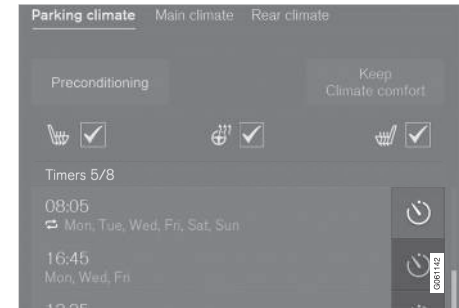 Parking climate Main climate Rear climate
Preconditioning
Keep
Climate comfort
Timers 5/8
08:05
Mon, Tue, Wed, Fri, Sat, Sun
16:45
Mon, Wed, Fri
G061142